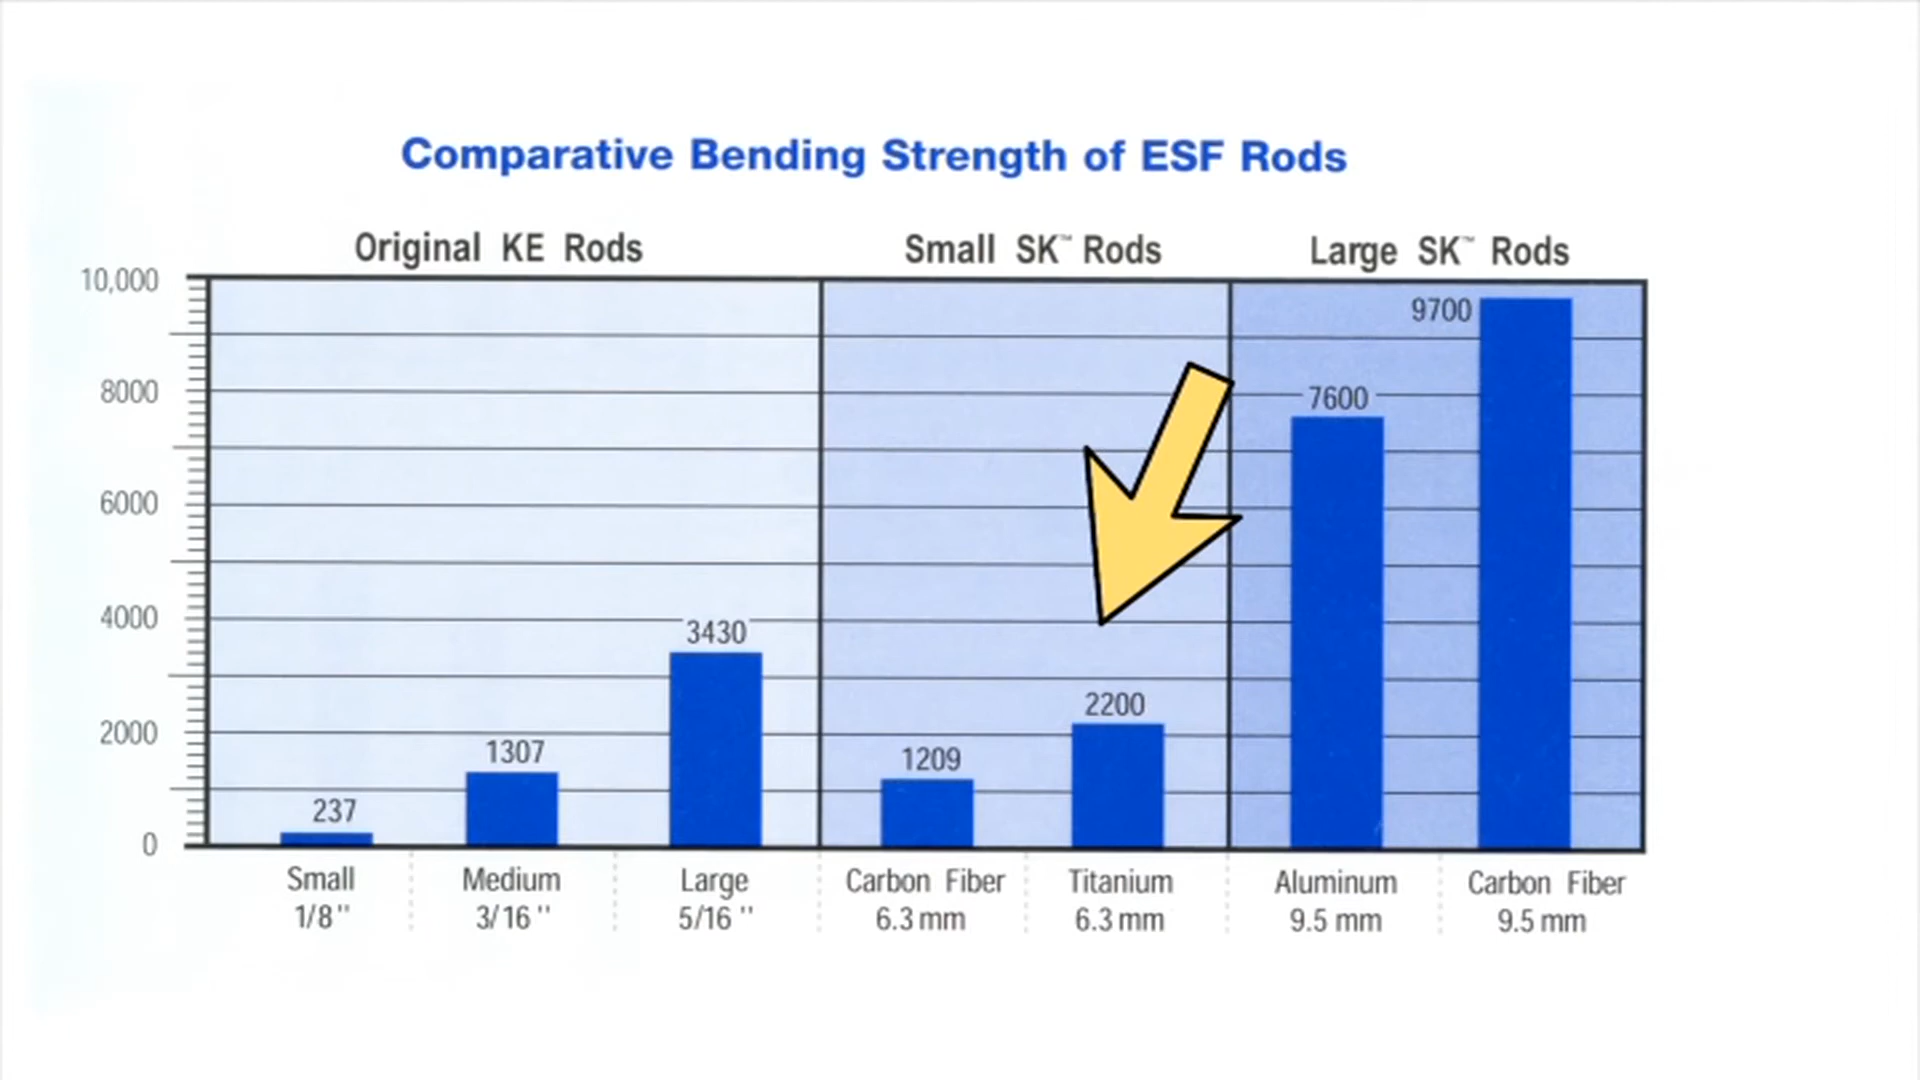 Comparative Bending Strength of ESF Rods
Original KE Rods
Small SK™ Rods
Large SK™ Rods
10,000
8000
6000
4000
2000
0
237
1307
3430
1209
2200
7600
9700
Small
1/8"
Medium
3/16"
Large
5/16"
Carbon Fiber
6.3 mm
Titanium
6.3 mm
Aluminum
9.5 mm
Carbon Fiber
9.5 mm